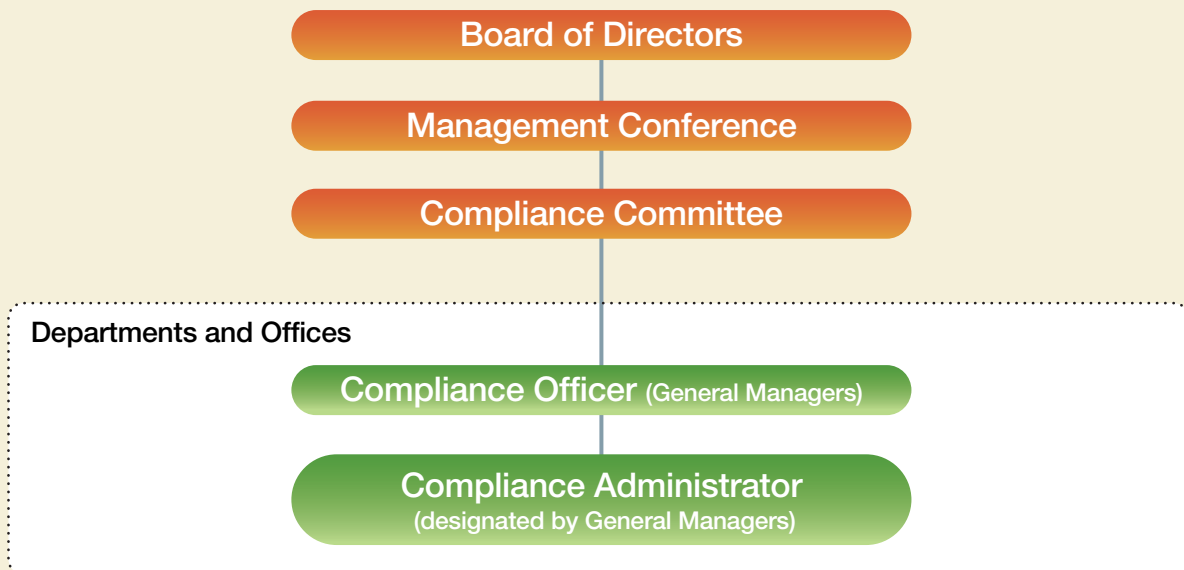 Board of Directors
Management Conference
Compliance Committee
Departments and Offices
Compliance Officer (General Managers)
Compliance Administrator
(designated by General Managers)